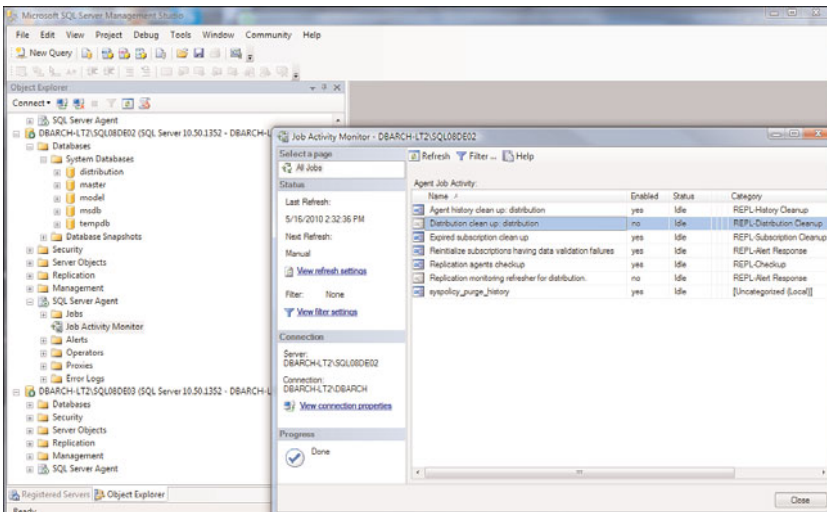 Microsoft SQL Server Management Studio
File Edit View Project Debug Tools Window Community Help
New Query
Object Explorer
Connect
SQL Server Agent
DBARCH-LT2\SQL08DE02 (SQL Server 10.50.1352 - DBARCH-L
Databases
System Databases
distribution
master
model
msdb
tempdb
Database Snapshots
Security
Server Objects
Replication
Management
SQL Server Agent
Jobs
Job Activity Monitor
Alerts
Operators
Proxies
Error Logs
DBARCH-LT2\SQL08DE03 (SQL Server 10.50.1352 - DBARCH-L
Databases
Security
Server Objects
Replication
Management
SQL Server Agent
Registered Servers Object Explorer
Ready
Job Activity Monitor - DBARCH-LT2\SQL08DE02
Select a page
All Jobs
Status
Last Refresh:
5/16/2010 2:32:36 PM
Next Refresh:
Manual
View refresh settings
Filter: None
View filter settings
Connection
Server:
DBARCH-LT2\SQL08DE02
Connection:
DBARCH-LT2\DBARCH
View connection properties
Progress
Done
Refresh Filter ... Help
Agent Job Activity:
Name Enabled Status Category
Agent history clean up: distribution yes Idle REPL-History Cleanup
Distribution clean up: distribution no Idle REPL-Distribution Cleanup
Expired subscription clean up yes Idle REPL-Subscription Cleanup
Reinitialize subscriptions having data validation failures yes Idle REPL-Alert Response
Replication agents checkup yes Idle REPL-Checkup
Replication monitoring refresher for distribution. no Idle REPL-Alert Response
syspolicy_purge_history yes Idle [Uncategorized (Local)]
Close